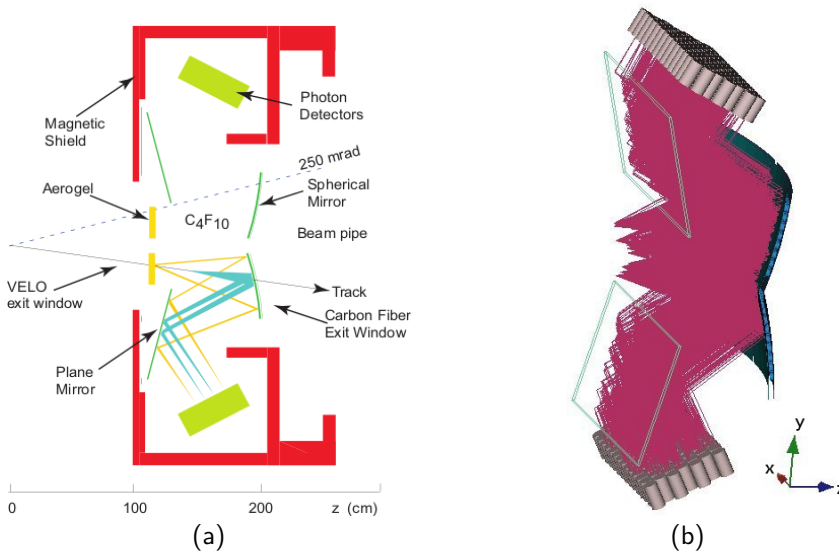 Magnetic
Shield
Photon
Detectors
250 mrad
Aerogel
Spherical
Mirror
C4F10
Beam pipe
VELO
exit window
Track
Carbon Fiber
Exit Window
Plane
Mirror
0
100
200
z (cm)
(a)
y
x
z
(b)